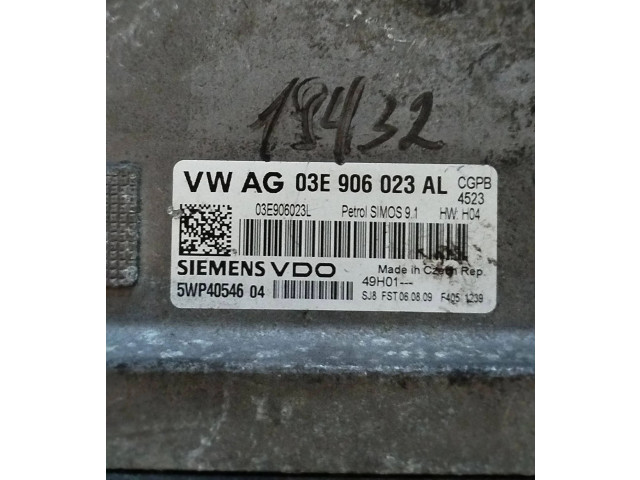 18432
VW AG 03E 906 023 AL CGPB
4523
03E906023L Petrol SIMOS 9.1 HW: H04
SIEMENS VDO Made in Czech Rep.
5WP40546 04 49H01---
SJ8 FST 06.08.09 F405 1239